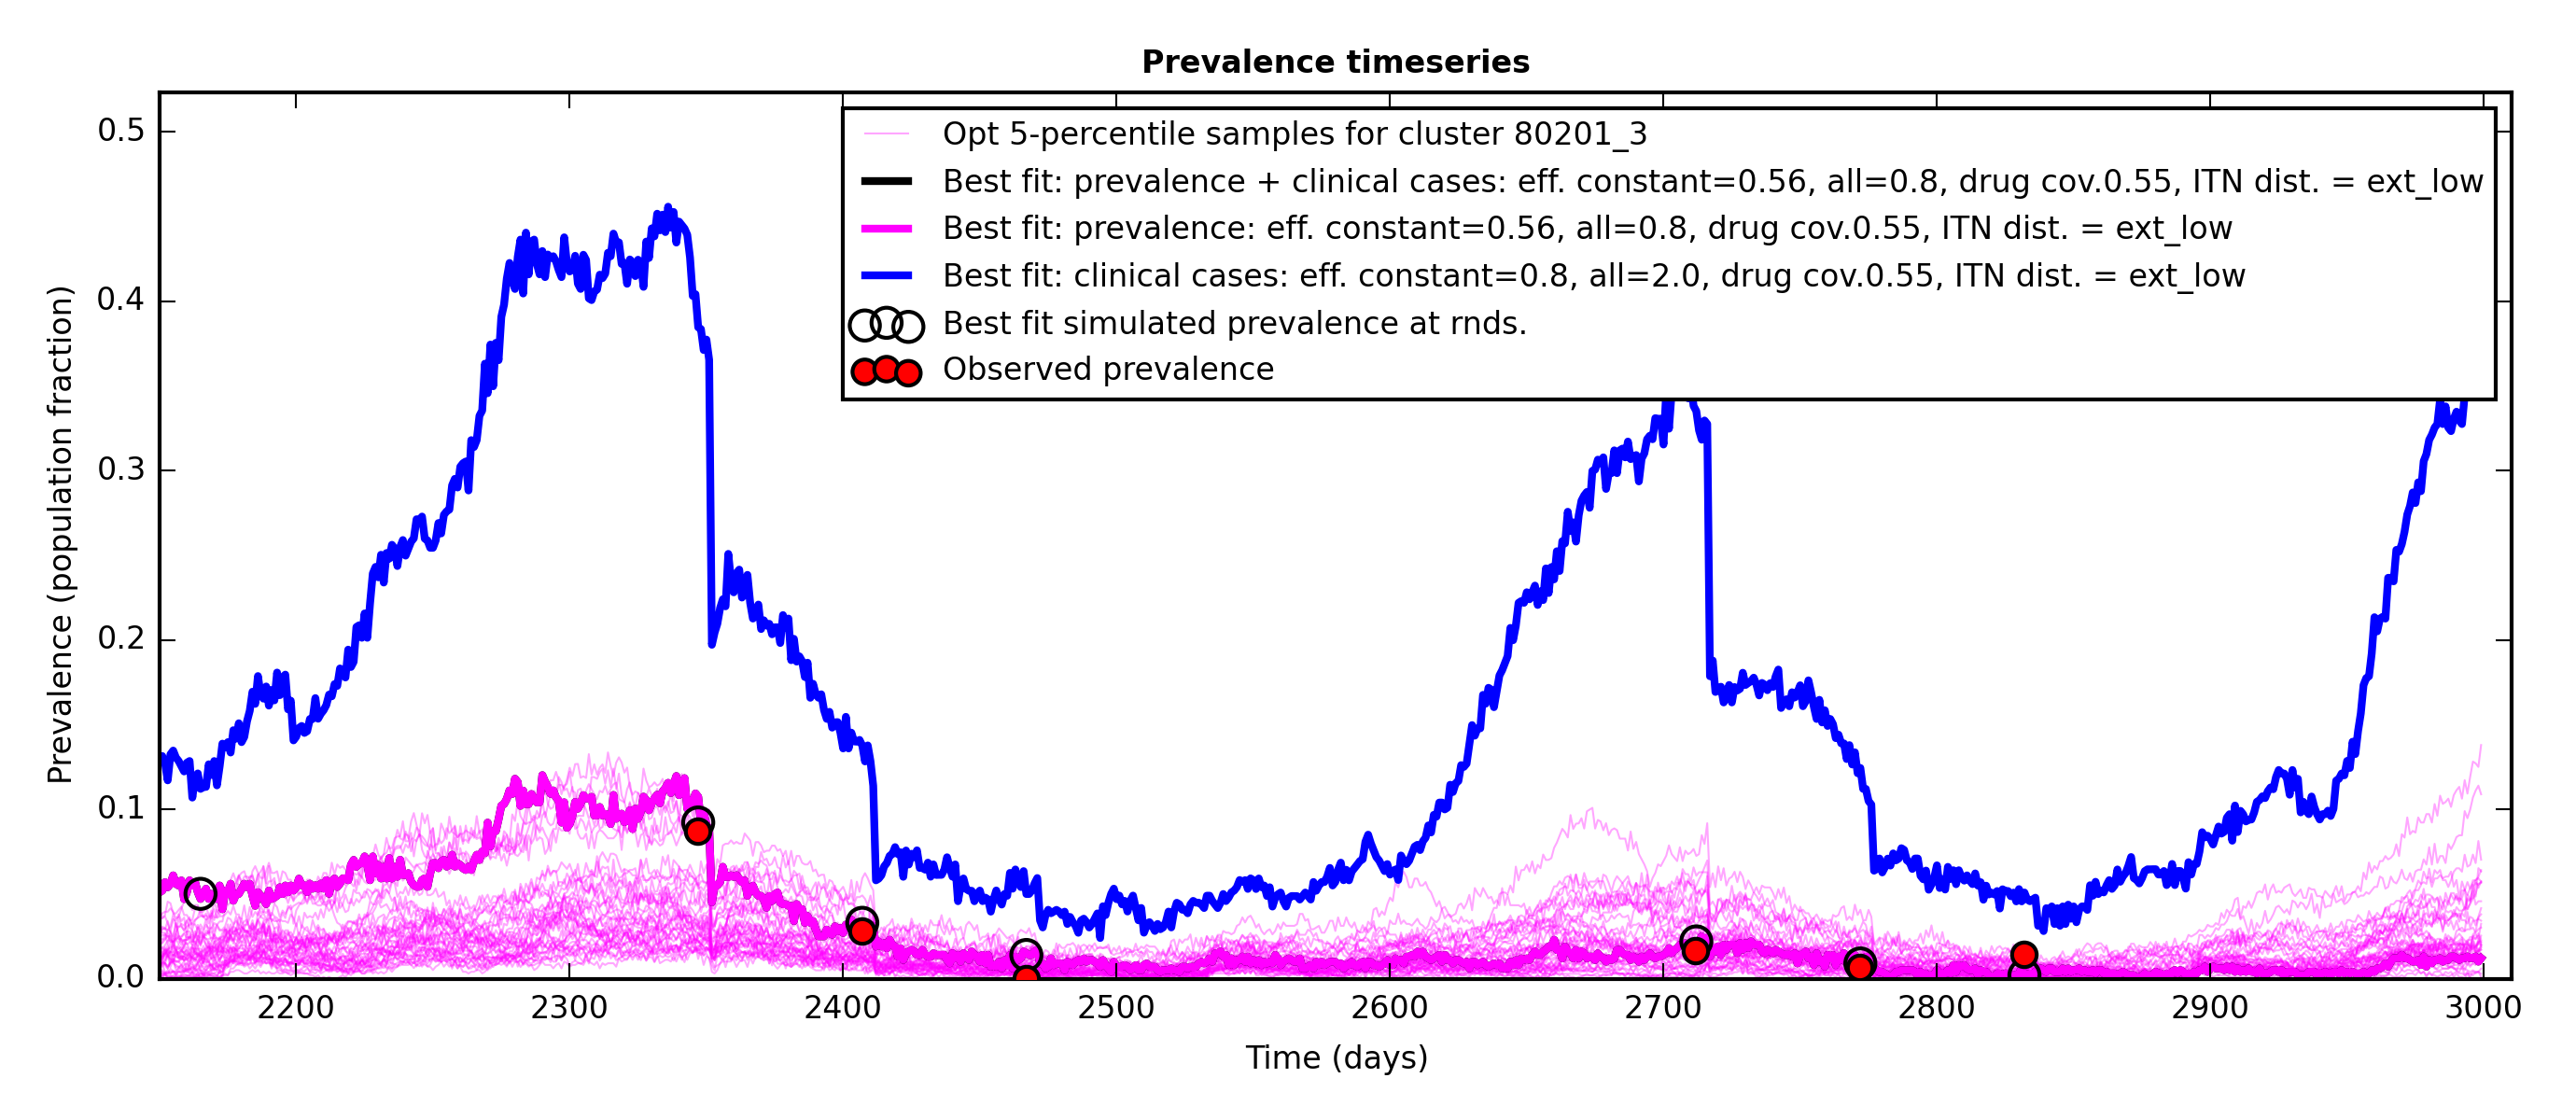 Prevalence timeseries
Opt 5-percentile samples for cluster 80201_3
Best fit: prevalence + clinical cases: eff. constant=0.56, all=0.8, drug cov.0.55, ITN dist. = ext_low
Best fit: prevalence: eff. constant=0.56, all=0.8, drug cov.0.55, ITN dist. = ext_low
Best fit: clinical cases: eff. constant=0.8, all=2.0, drug cov.0.55, ITN dist. = ext_low
Best fit simulated prevalence at rnds.
Observed prevalence
Prevalence (population fraction)
0.5
0.4
0.3
0.2
0.1
0.0
2200 2300 2400 2500 2600 2700 2800 2900 3000
Time (days)